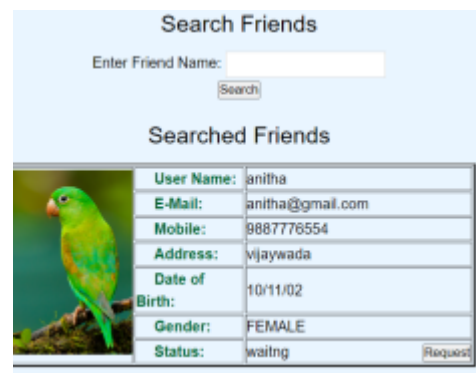 Search Friends
Enter Friend Name:
Search
Searched Friends
User Name: anitha
E-Mail: anitha@gmail.com
Mobile: 9887776554
Address: vijaywada
Date of
Birth: 10/11/02
Gender: FEMALE
Status: waitng Request